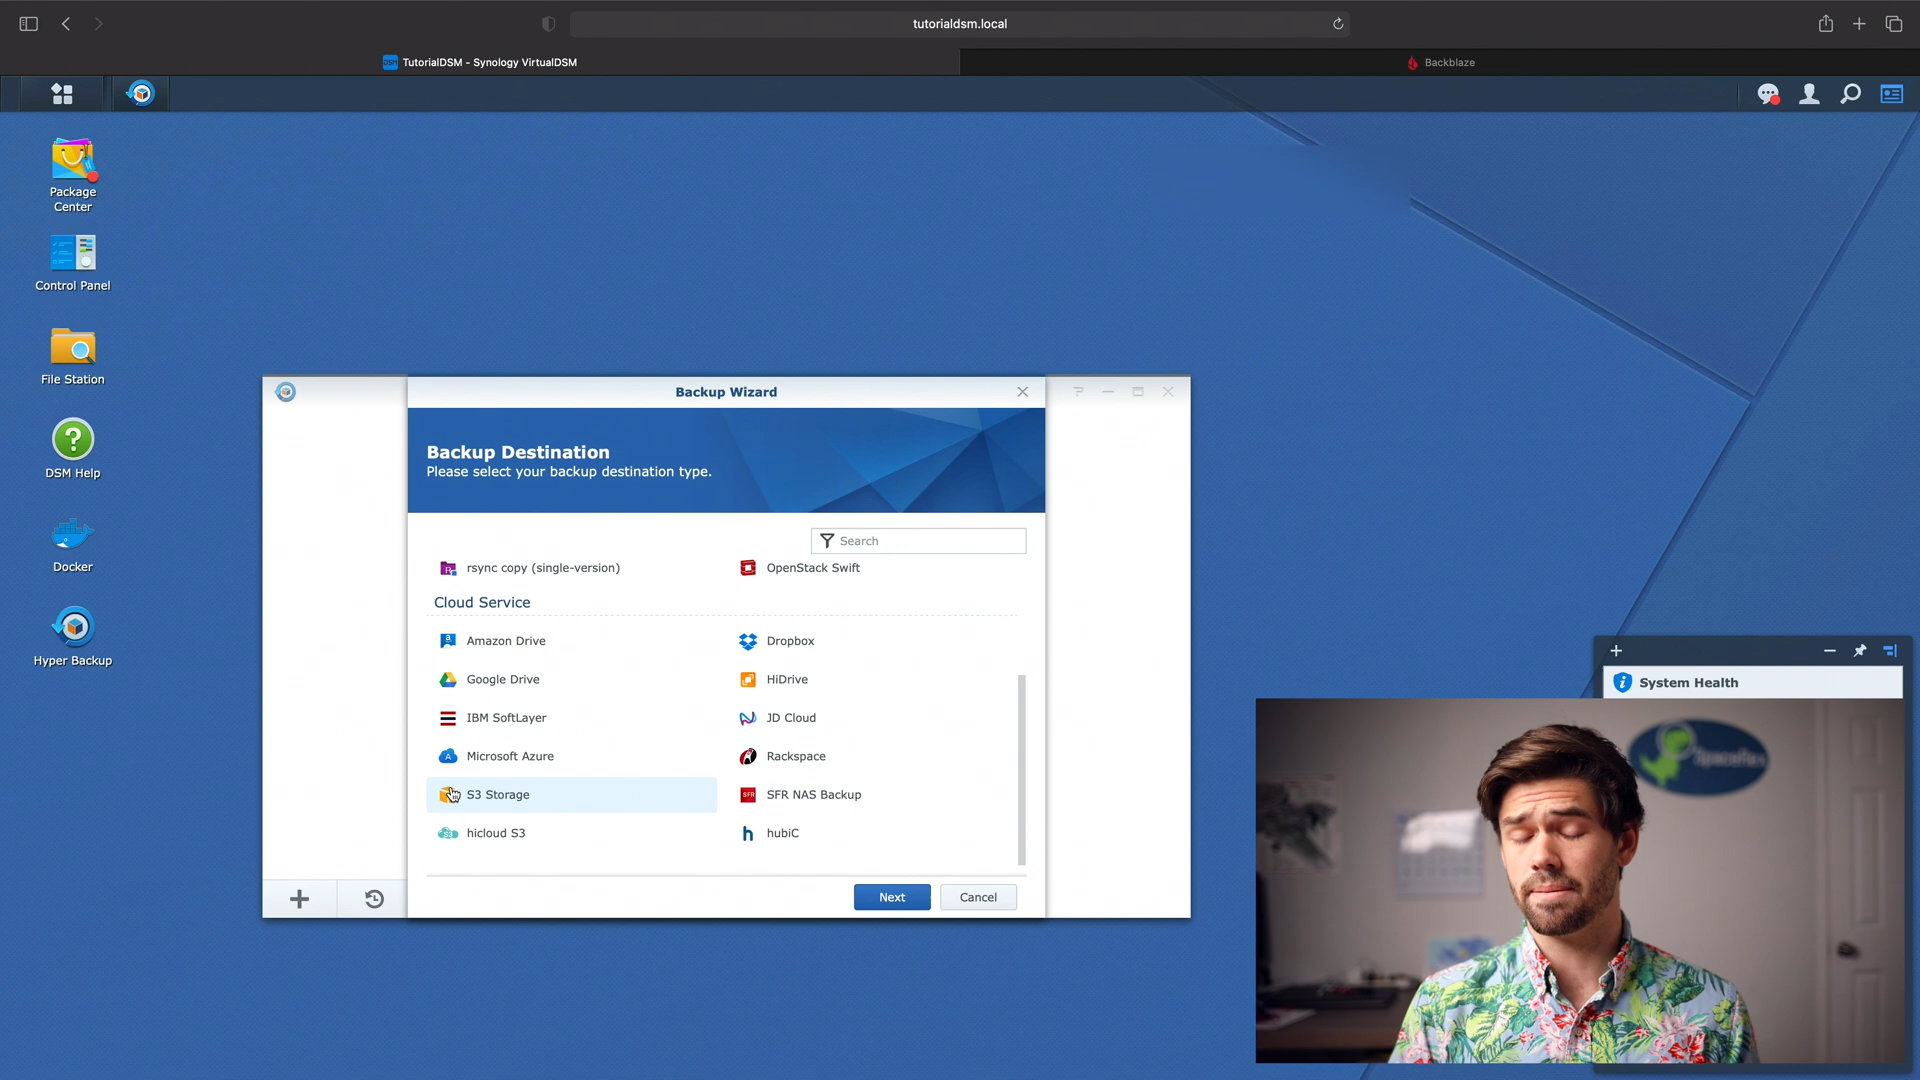 tutorialdsm.local
TutorialDSM - Synology VirtualDSM
Backblaze
Package
Center
Control Panel
File Station
DSM Help
Docker
Hyper Backup
Backup Wizard
Backup Destination
Please select your backup destination type.
Search
rsync copy (single-version)
OpenStack Swift
Cloud Service
Amazon Drive
Dropbox
Google Drive
HiDrive
IBM SoftLayer
JD Cloud
Microsoft Azure
Rackspace
S3 Storage
SFR NAS Backup
hicloud S3
hubiC
Next
Cancel
System Health